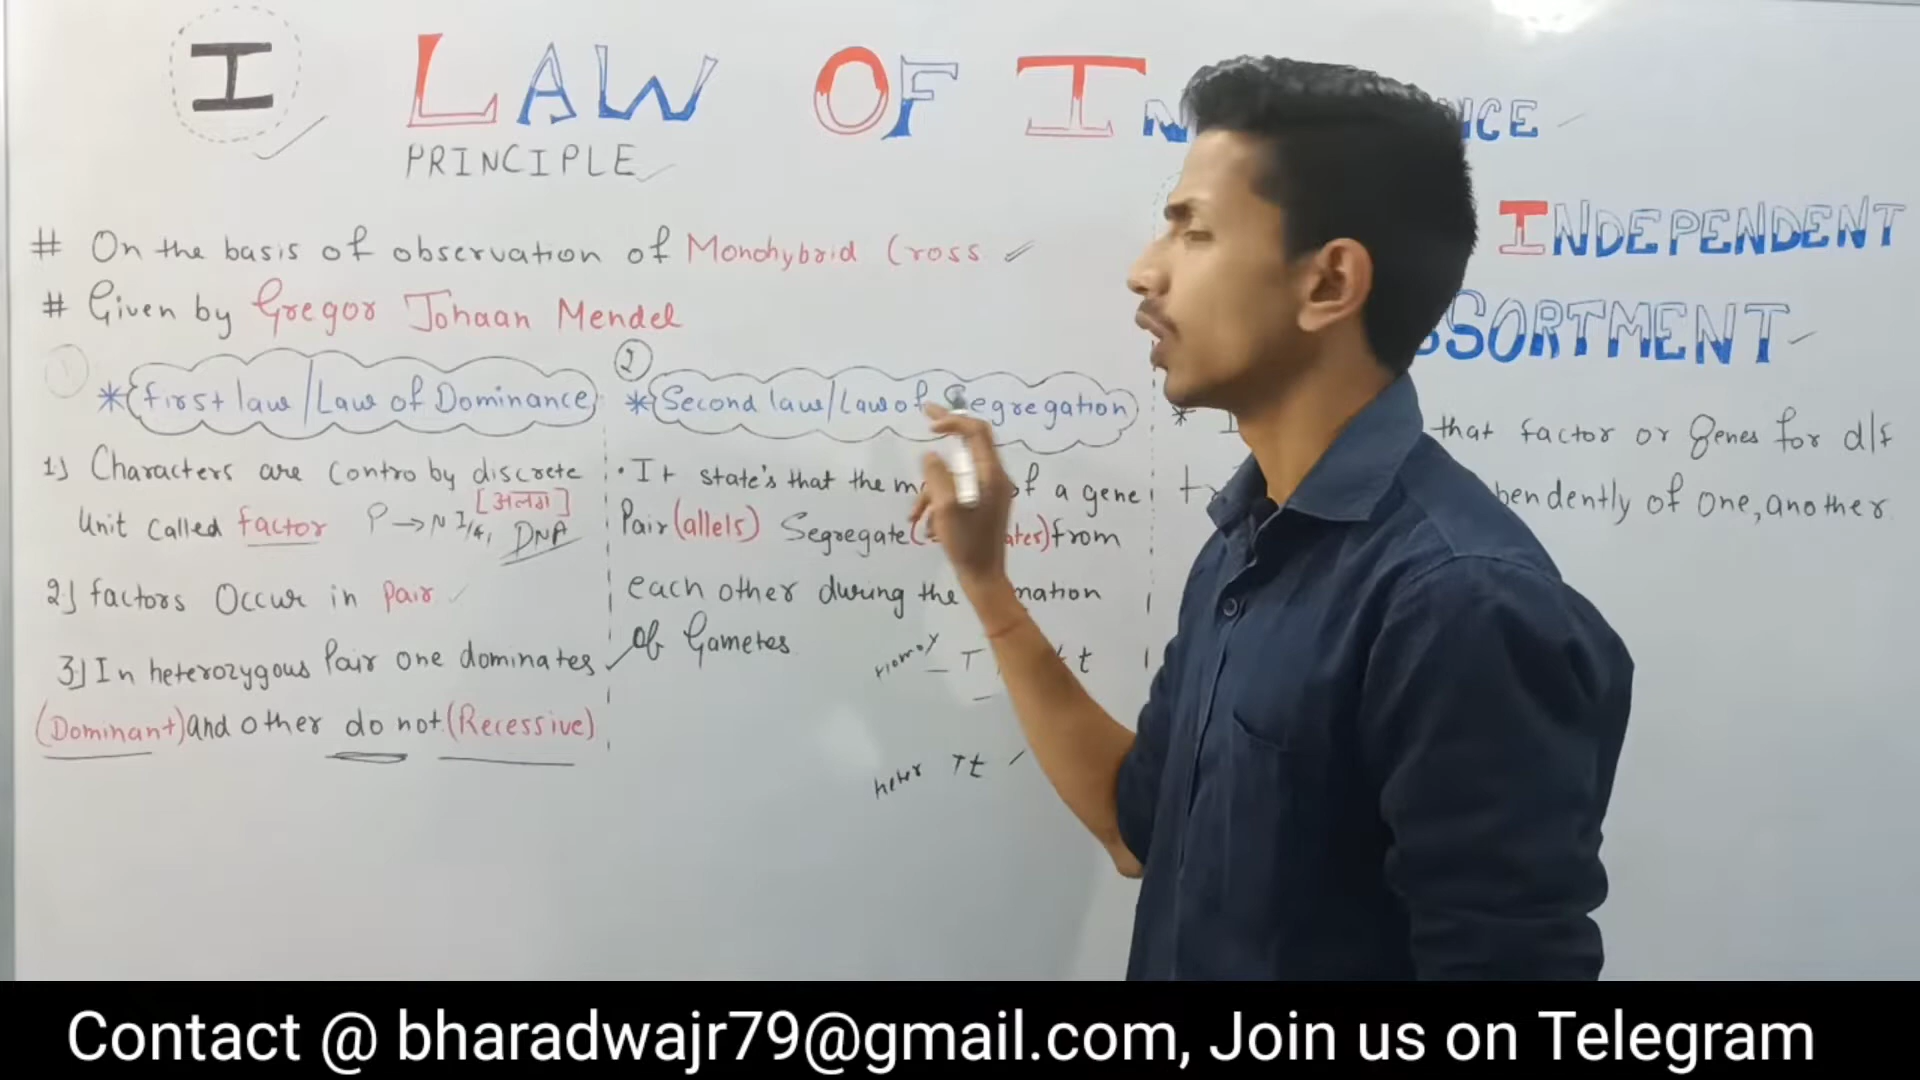 I LAW OF
PRINCIPLE
# On the basis of observation of Monohybrid Cross
# Given by Gregor Johaan Mendel
1
* First law/Law of Dominance
1) Characters are contro by discrete
[अलग]
Unit called factor P → N I/4, DNA
2) factors Occur in Pair
3) In heterozygous Pair one dominates
(Dominant) and other do not (Recessive)
2
* Second law/Law of Segregation
• It state's that the of a gene
Pair (allels) Segregate from
each other during the
of Gametes
T t
heter Tt
INDEPENDENT
SSORTMENT
* that factor or genes for d/f
of one, another
Contact @ bharadwajr79@gmail.com, Join us on Telegram